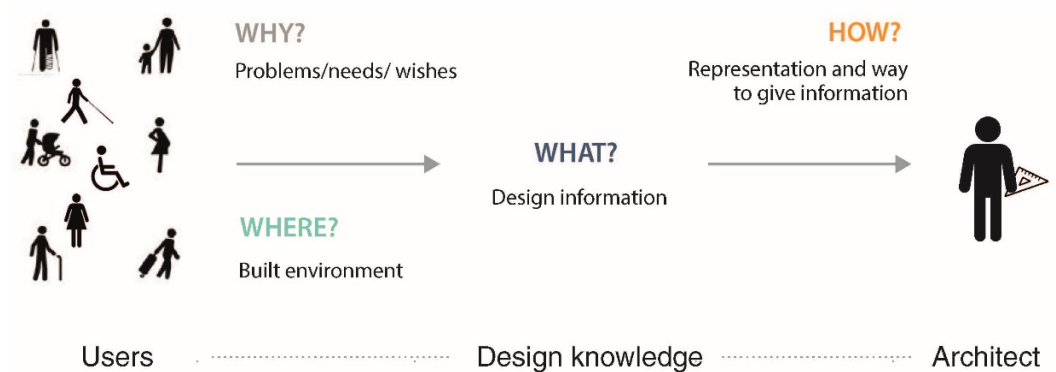 WHY?
Problems/needs/ wishes
HOW?
Representation and way
to give information
WHAT?
Design information
WHERE?
Built environment
Users
Design knowledge
Architect